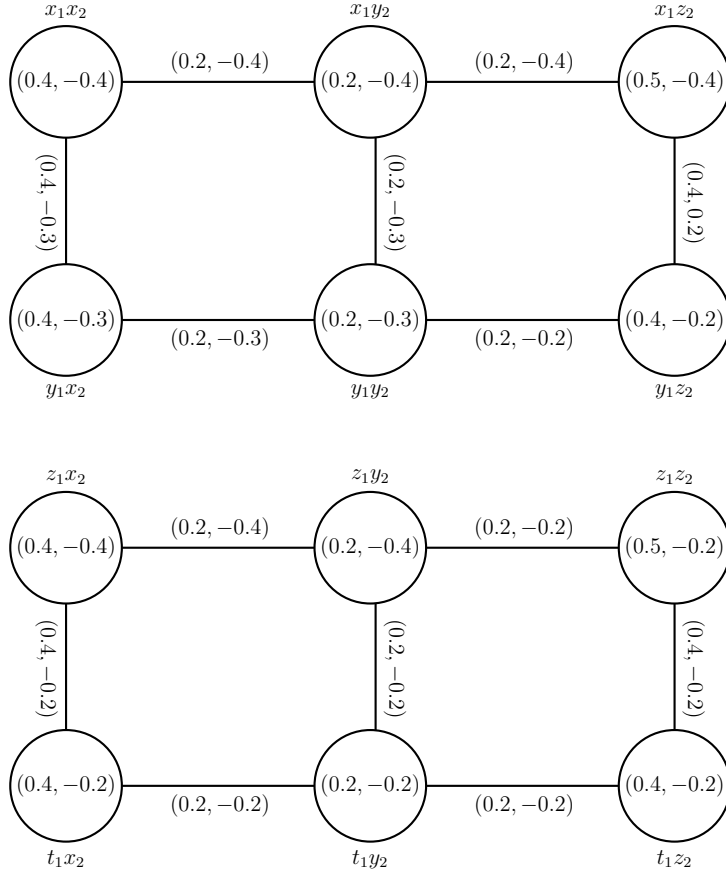 x₁x₂ x₁y₂ x₁z₂
(0.2, −0.4) (0.2, −0.4)
(0.4, −0.4) (0.2, −0.4) (0.5, −0.4)
(0.4, −0.3) (0.2, −0.3) (0.4, 0.2)
(0.4, −0.3) (0.2, −0.3) (0.4, −0.2)
(0.2, −0.3) (0.2, −0.2)
y₁x₂ y₁y₂ y₁z₂
z₁x₂ z₁y₂ z₁z₂
(0.2, −0.4) (0.2, −0.2)
(0.4, −0.4) (0.2, −0.4) (0.5, −0.2)
(0.4, −0.2) (0.2, −0.2) (0.4, −0.2)
(0.4, −0.2) (0.2, −0.2) (0.4, −0.2)
(0.2, −0.2) (0.2, −0.2)
t₁x₂ t₁y₂ t₁z₂